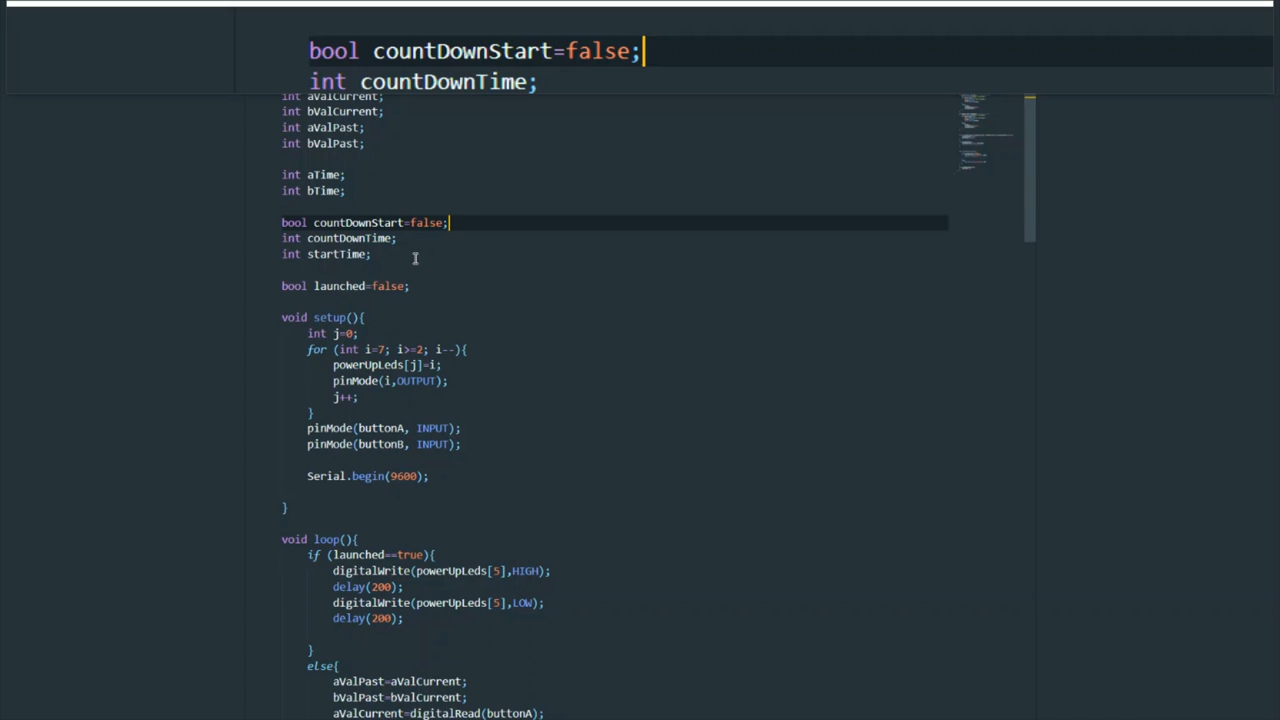 bool countDownStart=false;
int countDownTime;
int aValCurrent;
int bValCurrent;
int aValPast;
int bValPast;
int aTime;
int bTime;
bool countDownStart=false;
int countDownTime;
int startTime;
bool launched=false;
void setup(){
int j=0;
for (int i=7; i>=2; i--){
powerUpLeds[j]=i;
pinMode(i,OUTPUT);
j++;
}
pinMode(buttonA, INPUT);
pinMode(buttonB, INPUT);
Serial.begin(9600);
}
void loop(){
if (launched==true){
digitalWrite(powerUpLeds[5],HIGH);
delay(200);
digitalWrite(powerUpLeds[5],LOW);
delay(200);
}
else{
aValPast=aValCurrent;
bValPast=bValCurrent;
aValCurrent=digitalRead(buttonA);